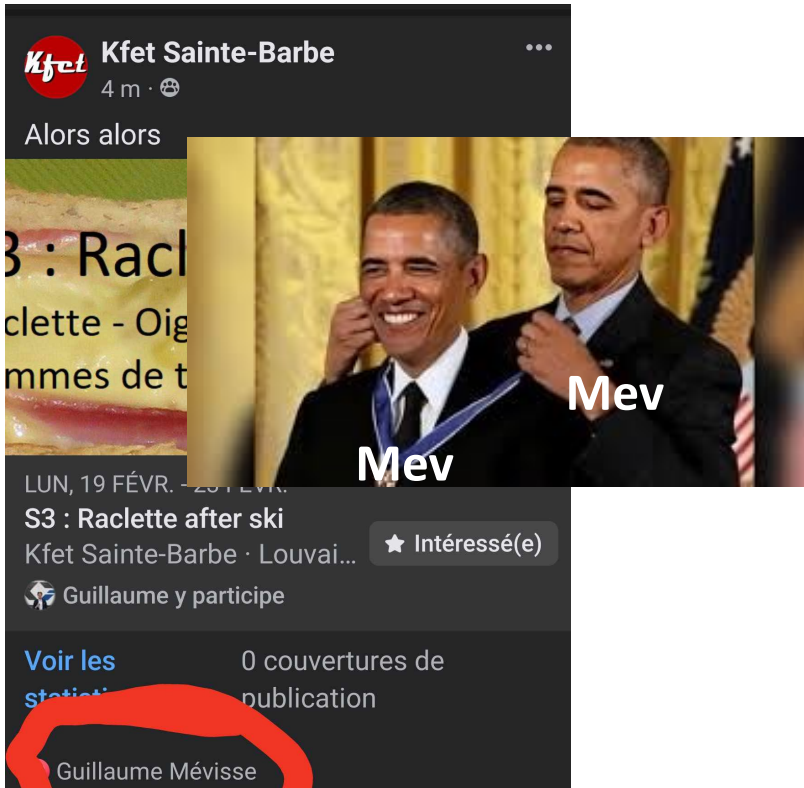 Kfet
Kfet Sainte-Barbe
4 m
Alors alors
3 : Racl
clette - Oig
mmes de t
Mev
Mev
LUN, 19 FÉVR. -
S3 : Raclette after ski
Kfet Sainte-Barbe · Louvai...
Intéressé(e)
Guillaume y participe
Voir les
0 couvertures de
publication
Guillaume Mévisse